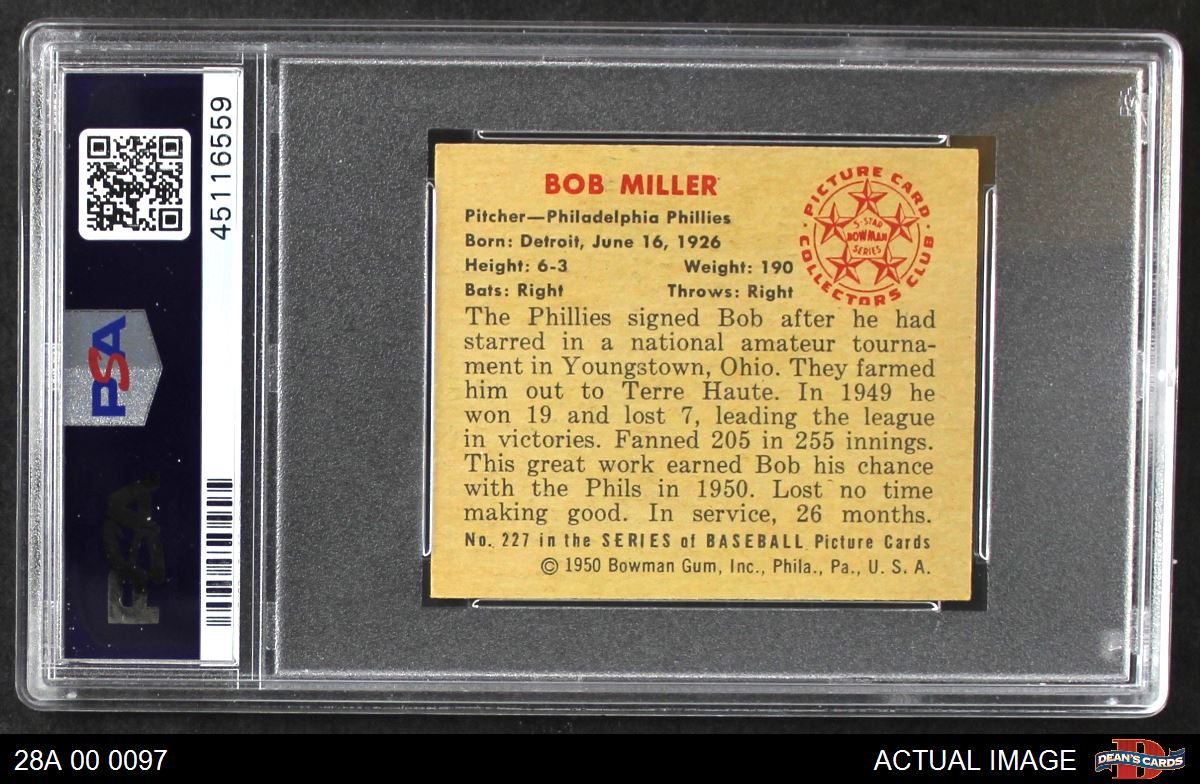 45116559
PSA
PSA
BOB MILLER
Pitcher—Philadelphia Phillies
Born: Detroit, June 16, 1926
Height: 6-3 Weight: 190
Bats: Right Throws: Right
PICTURE CARD
COLLECTORS CLUB
5-STAR
BOWMAN
SERIES
The Phillies signed Bob after he had
starred in a national amateur tourna-
ment in Youngstown, Ohio. They farmed
him out to Terre Haute. In 1949 he
won 19 and lost 7, leading the league
in victories. Fanned 205 in 255 innings.
This great work earned Bob his chance
with the Phils in 1950. Lost no time
making good. In service, 26 months.
No. 227 in the SERIES of BASEBALL Picture Cards
© 1950 Bowman Gum, Inc., Phila., Pa., U. S. A.
28A 00 0097
ACTUAL IMAGE
D
DEAN'S CARDS